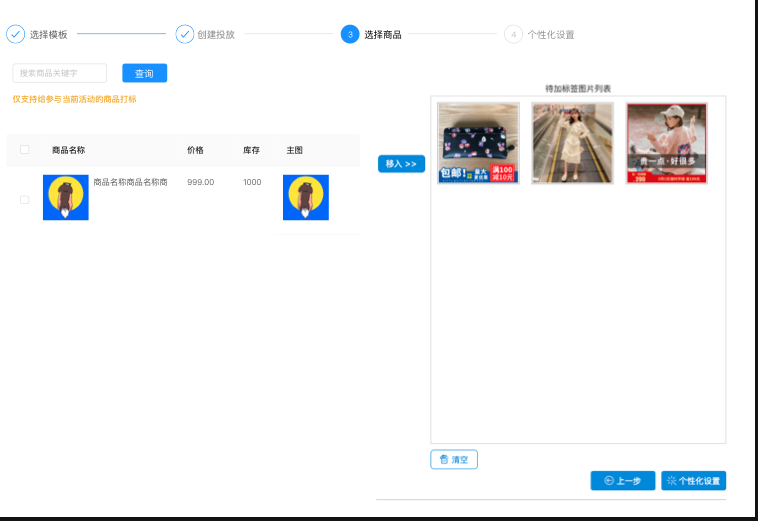 选择模板
创建投放
3 选择商品
4 个性化设置
搜索商品关键字
查询
仅支持给参与当前活动的商品打标
待加标签图片列表
商品名称 价格 库存 主图
移入 >>
包邮!
满100
减10元
贵一点·好很多
商品名称商品名称商 999.00 1000
清空
上一步
个性化设置